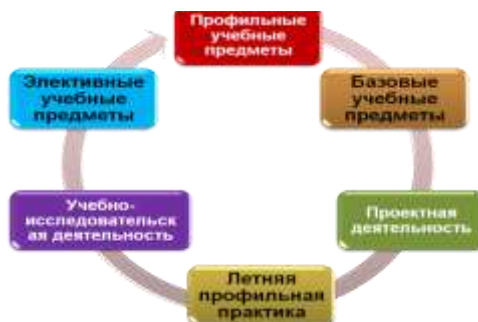 Профильные
учебные
предметы
Базовые
учебные
предметы
Проектная
деятельность
Летняя
профильная
практика
Учебно-
исследовательск
ая деятельность
Элективные
учебные
предметы